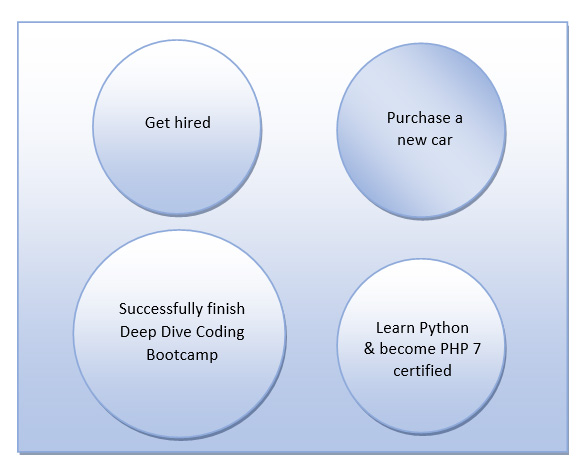 Get hired
Purchase a
new car
Successfully finish
Deep Dive Coding
Bootcamp
Learn Python
& become PHP 7
certified